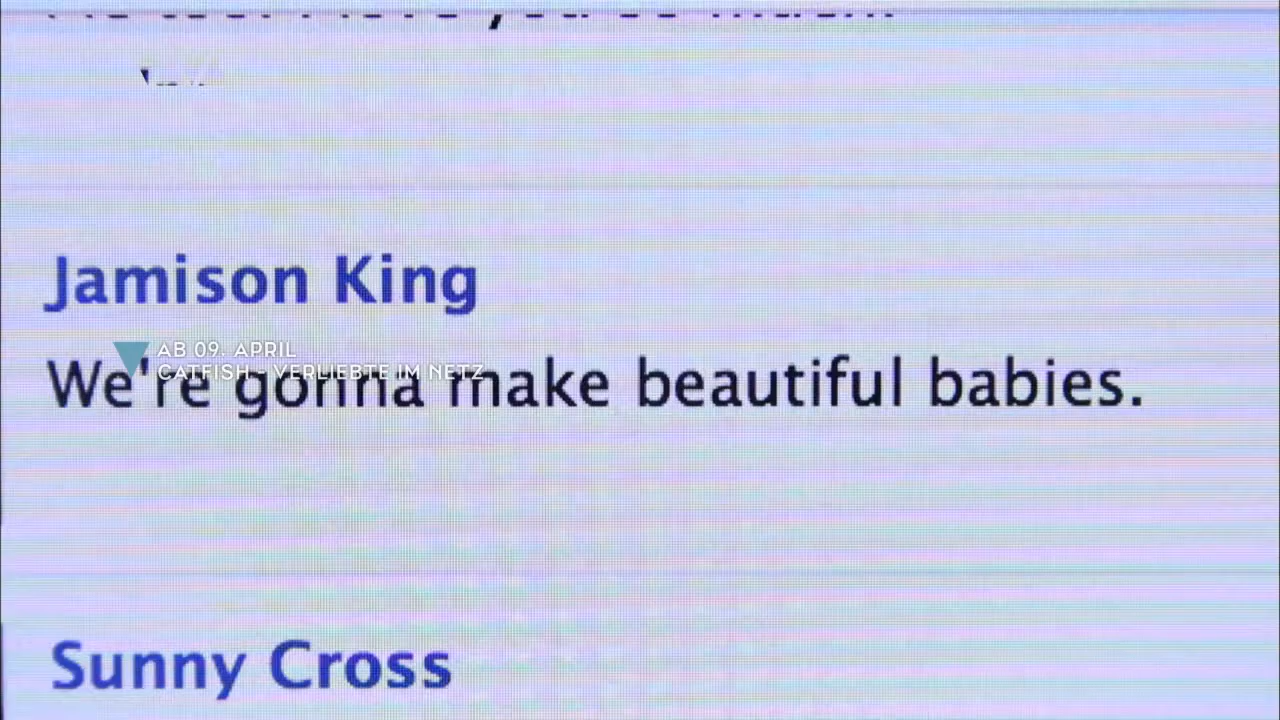 Jamison King
AB 09. APRIL
CATFISH - VERLIEBTE IM NETZ
We're gonna make beautiful babies.
Sunny Cross